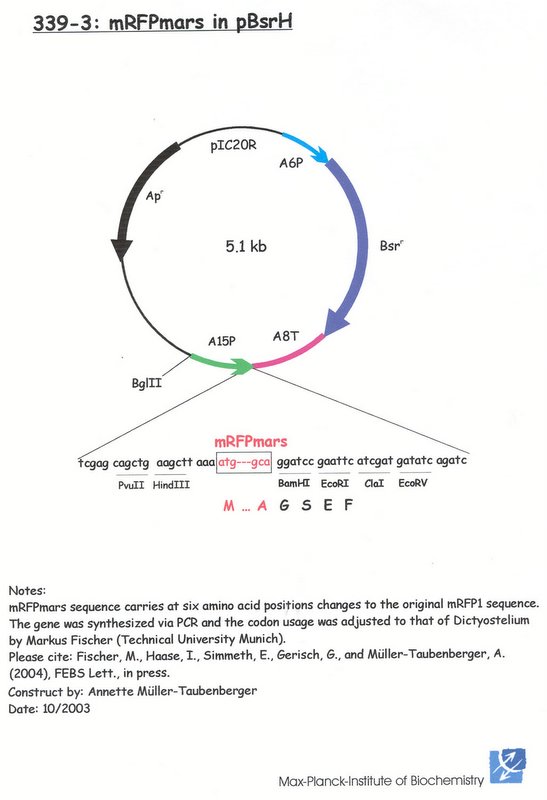 339-3: mRFPmars in pBsrH
pIC20R
A6P
Apr
5.1 kb
Bsrr
A15P
A8T
BglII
mRFPmars
tcgag cagctg aagctt aaa atg---gca ggatcc gaattc atcgat gatatc agatc
PvuII HindIII BamHI EcoRI ClaI EcoRV
M ... A G S E F
Notes:
mRFPmars sequence carries at six amino acid positions changes to the original mRFP1 sequence.
The gene was synthesized via PCR and the codon usage was adjusted to that of Dictyostelium
by Markus Fischer (Technical University Munich).
Please cite: Fischer, M., Haase, I., Simmeth, E., Gerisch, G., and Müller-Taubenberger, A.
(2004), FEBS Lett., in press.
Construct by: Annette Müller-Taubenberger
Date: 10/2003
Max-Planck-Institute of Biochemistry